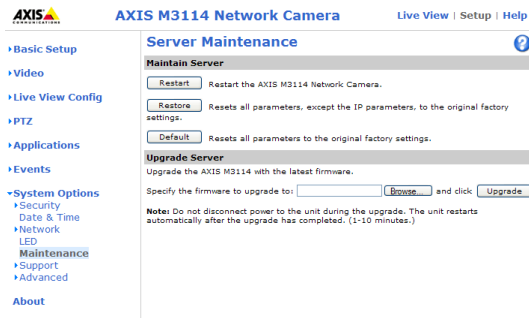 AXIS
COMMUNICATIONS
AXIS M3114 Network Camera
Live View | Setup | Help
Basic Setup
Video
Live View Config
PTZ
Applications
Events
System Options
Security
Date & Time
Network
LED
Maintenance
Support
Advanced
About
Server Maintenance
?
Maintain Server
Restart Restart the AXIS M3114 Network Camera.
Restore Resets all parameters, except the IP parameters, to the original factory
settings.
Default Resets all parameters to the original factory settings.
Upgrade Server
Upgrade the AXIS M3114 with the latest firmware.
Specify the firmware to upgrade to: Browse... and click Upgrade
Note: Do not disconnect power to the unit during the upgrade. The unit restarts
automatically after the upgrade has completed. (1-10 minutes.)